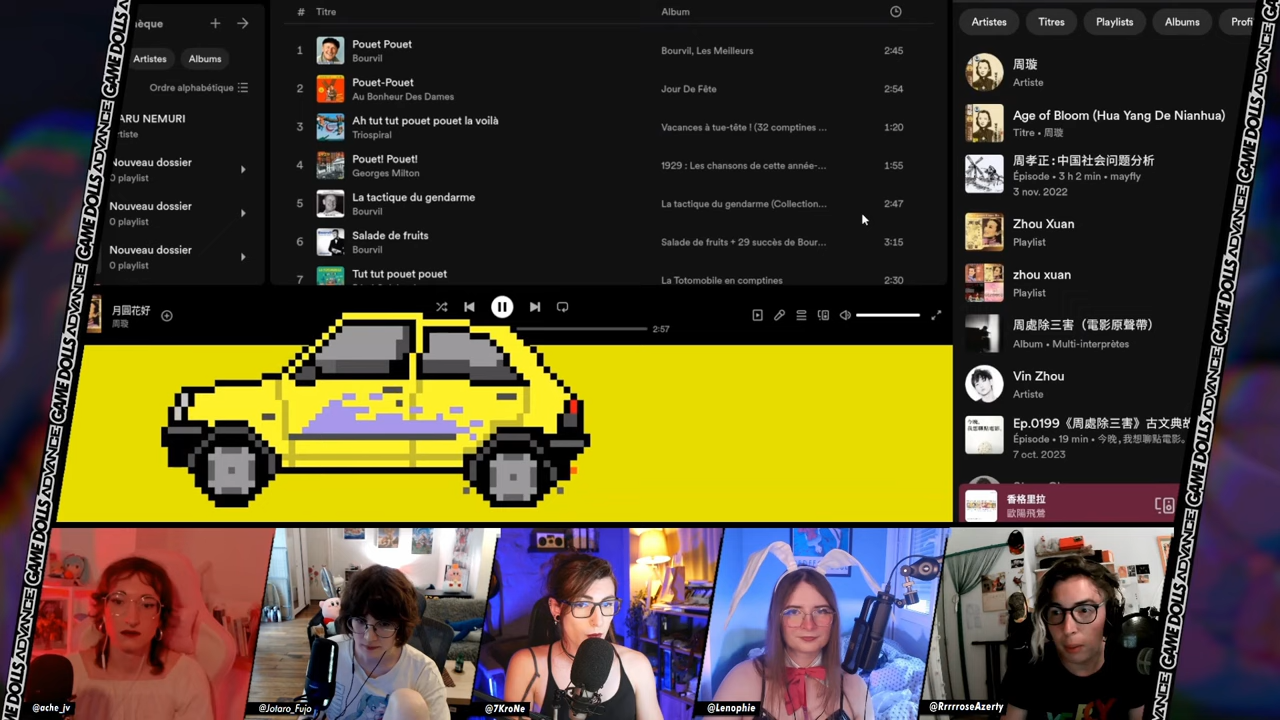 hèque
Artistes
Albums
Ordre alphabétique
ARU NEMURI
rtiste
Nouveau dossier
0 playlist
Nouveau dossier
0 playlist
Nouveau dossier
0 playlist
# Titre Album
1 Pouet Pouet Bourvil, Les Meilleurs 2:45
Bourvil
2 Pouet-Pouet Jour De Fête 2:54
Au Bonheur Des Dames
3 Ah tut tut pouet pouet la voilà Vacances à tue-tête ! (32 comptines ... 1:20
Triospiral
4 Pouet! Pouet! 1929 : Les chansons de cette année-... 1:55
Georges Milton
5 La tactique du gendarme La tactique du gendarme (Collection... 2:47
Bourvil
6 Salade de fruits Salade de fruits + 29 succès de Bour... 3:15
Bourvil
7 Tut tut pouet pouet La Totomobile en comptines 2:30
月圆花好
周璇
2:57
Artistes Titres Playlists Albums Profi
周璇
Artiste
Age of Bloom (Hua Yang De Nianhua)
Titre • 周璇
周孝正:中国社会问题分析
Épisode • 3 h 2 min • mayfly
3 nov. 2022
Zhou Xuan
Playlist
zhou xuan
Playlist
周處除三害（電影原聲帶）
Album • Multi-interprètes
Vin Zhou
Artiste
Ep.0199《周處除三害》古文典故
Épisode • 19 min • 今晚,我想聊點電影.
7 oct. 2023
香格里拉
歐陽飛鶯
GAME DOLLS ADVANCE
GAME DOLLS ADVANCE
@ache_jv
@Jotaro_Fujo
@7KroNe
@Lenophie
@RrrrroseAzerty